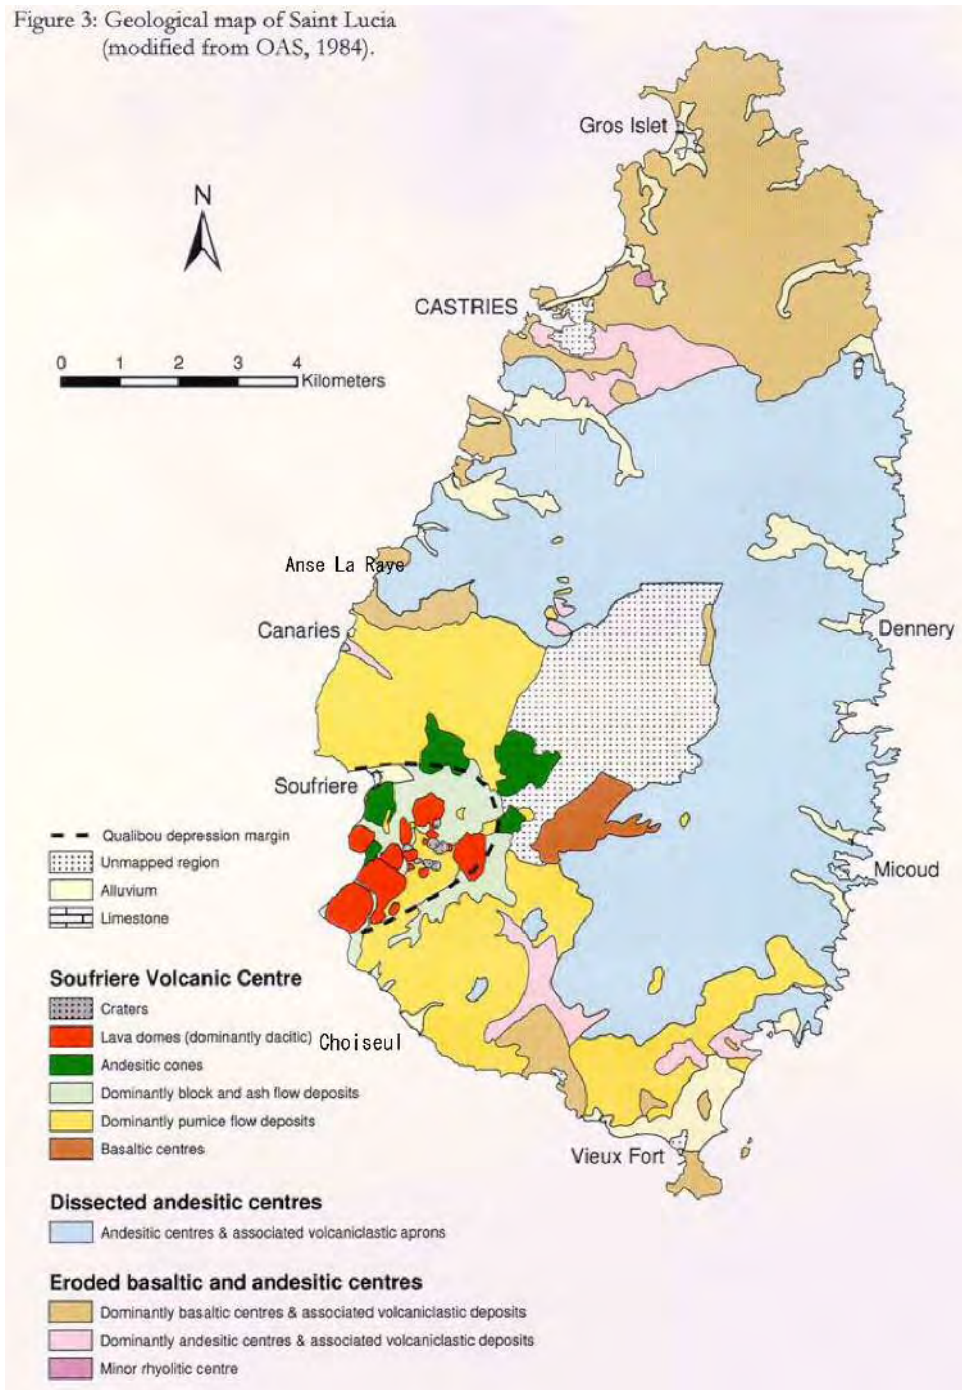 Figure 3: Geological map of Saint Lucia
(modified from OAS, 1984).
Gros Islet
N
CASTRIES
0 1 2 3 4
Kilometers
Anse La Raye
Canaries
Dennery
Soufriere
Qualibou depression margin
Unmapped region
Alluvium
Limestone
Micoud
Soufriere Volcanic Centre
Craters
Lava domes (dominantly dacitic)
Choiseul
Andesitic cones
Dominantly block and ash flow deposits
Dominantly pumice flow deposits
Basaltic centres
Vieux Fort
Dissected andesitic centres
Andesitic centres & associated volcaniclastic aprons
Eroded basaltic and andesitic centres
Dominantly basaltic centres & associated volcaniclastic deposits
Dominantly andesitic centres & associated volcaniclastic deposits
Minor rhyolitic centre